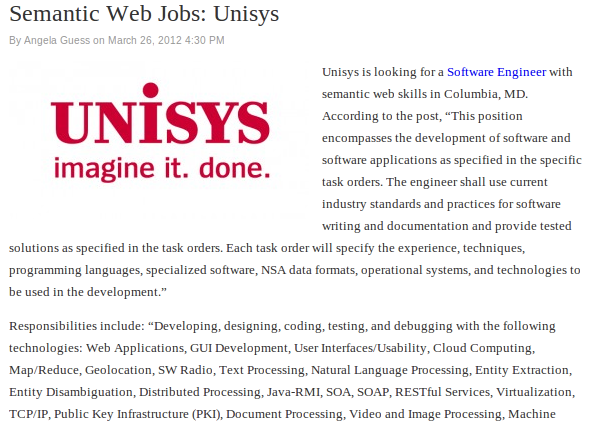 Semantic Web Jobs: Unisys
By Angela Guess on March 26, 2012 4:30 PM
UNiSYS
imagine it. done.
Unisys is looking for a Software Engineer with
semantic web skills in Columbia, MD.
According to the post, “This position
encompasses the development of software and
software applications as specified in the specific
task orders. The engineer shall use current
industry standards and practices for software
writing and documentation and provide tested
solutions as specified in the task orders. Each task order will specify the experience, techniques,
programming languages, specialized software, NSA data formats, operational systems, and technologies to
be used in the development.”
Responsibilities include: “Developing, designing, coding, testing, and debugging with the following
technologies: Web Applications, GUI Development, User Interfaces/Usability, Cloud Computing,
Map/Reduce, Geolocation, SW Radio, Text Processing, Natural Language Processing, Entity Extraction,
Entity Disambiguation, Distributed Processing, Java-RMI, SOA, SOAP, RESTful Services, Virtualization,
TCP/IP, Public Key Infrastructure (PKI), Document Processing, Video and Image Processing, Machine